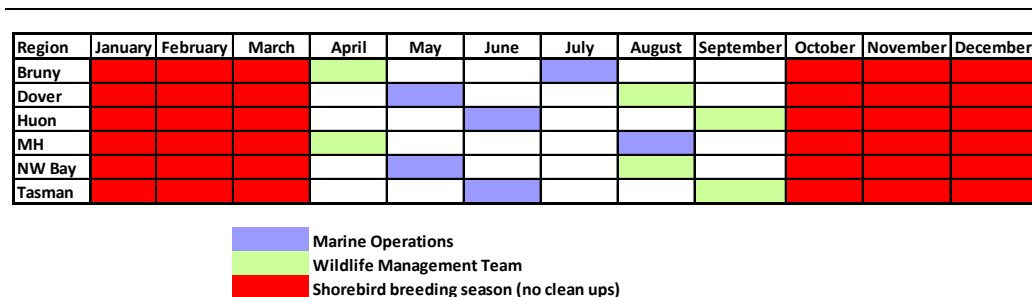 Region January February March April May June July August September October November December
Bruny
Dover
Huon
MH
NW Bay
Tasman
Marine Operations
Wildlife Management Team
Shorebird breeding season (no clean ups)